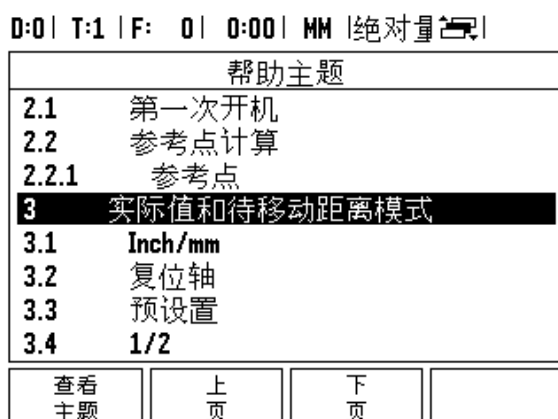 D:0| T:1 |F: 0| 0:00| MM |绝对量|
帮助主题
2.1 第一次开机
2.2 参考点计算
2.2.1 参考点
3 实际值和待移动距离模式
3.1 Inch/mm
3.2 复位轴
3.3 预设置
3.4 1/2
查看 上 下
主题 页 页